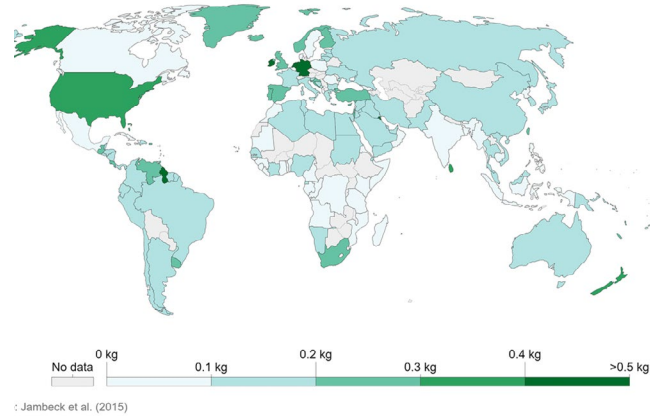 No data
0 kg
0.1 kg
0.2 kg
0.3 kg
0.4 kg
>0.5 kg
: Jambeck et al. (2015)